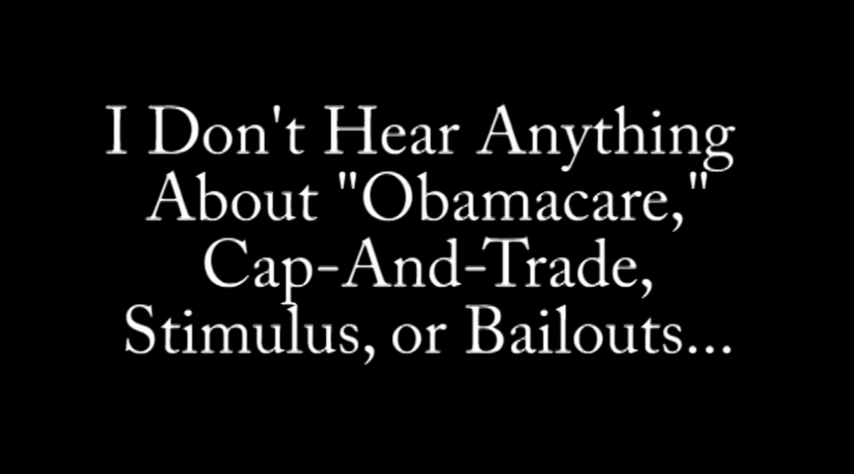 I Don't Hear Anything
About "Obamacare,"
Cap-And-Trade,
Stimulus, or Bailouts...